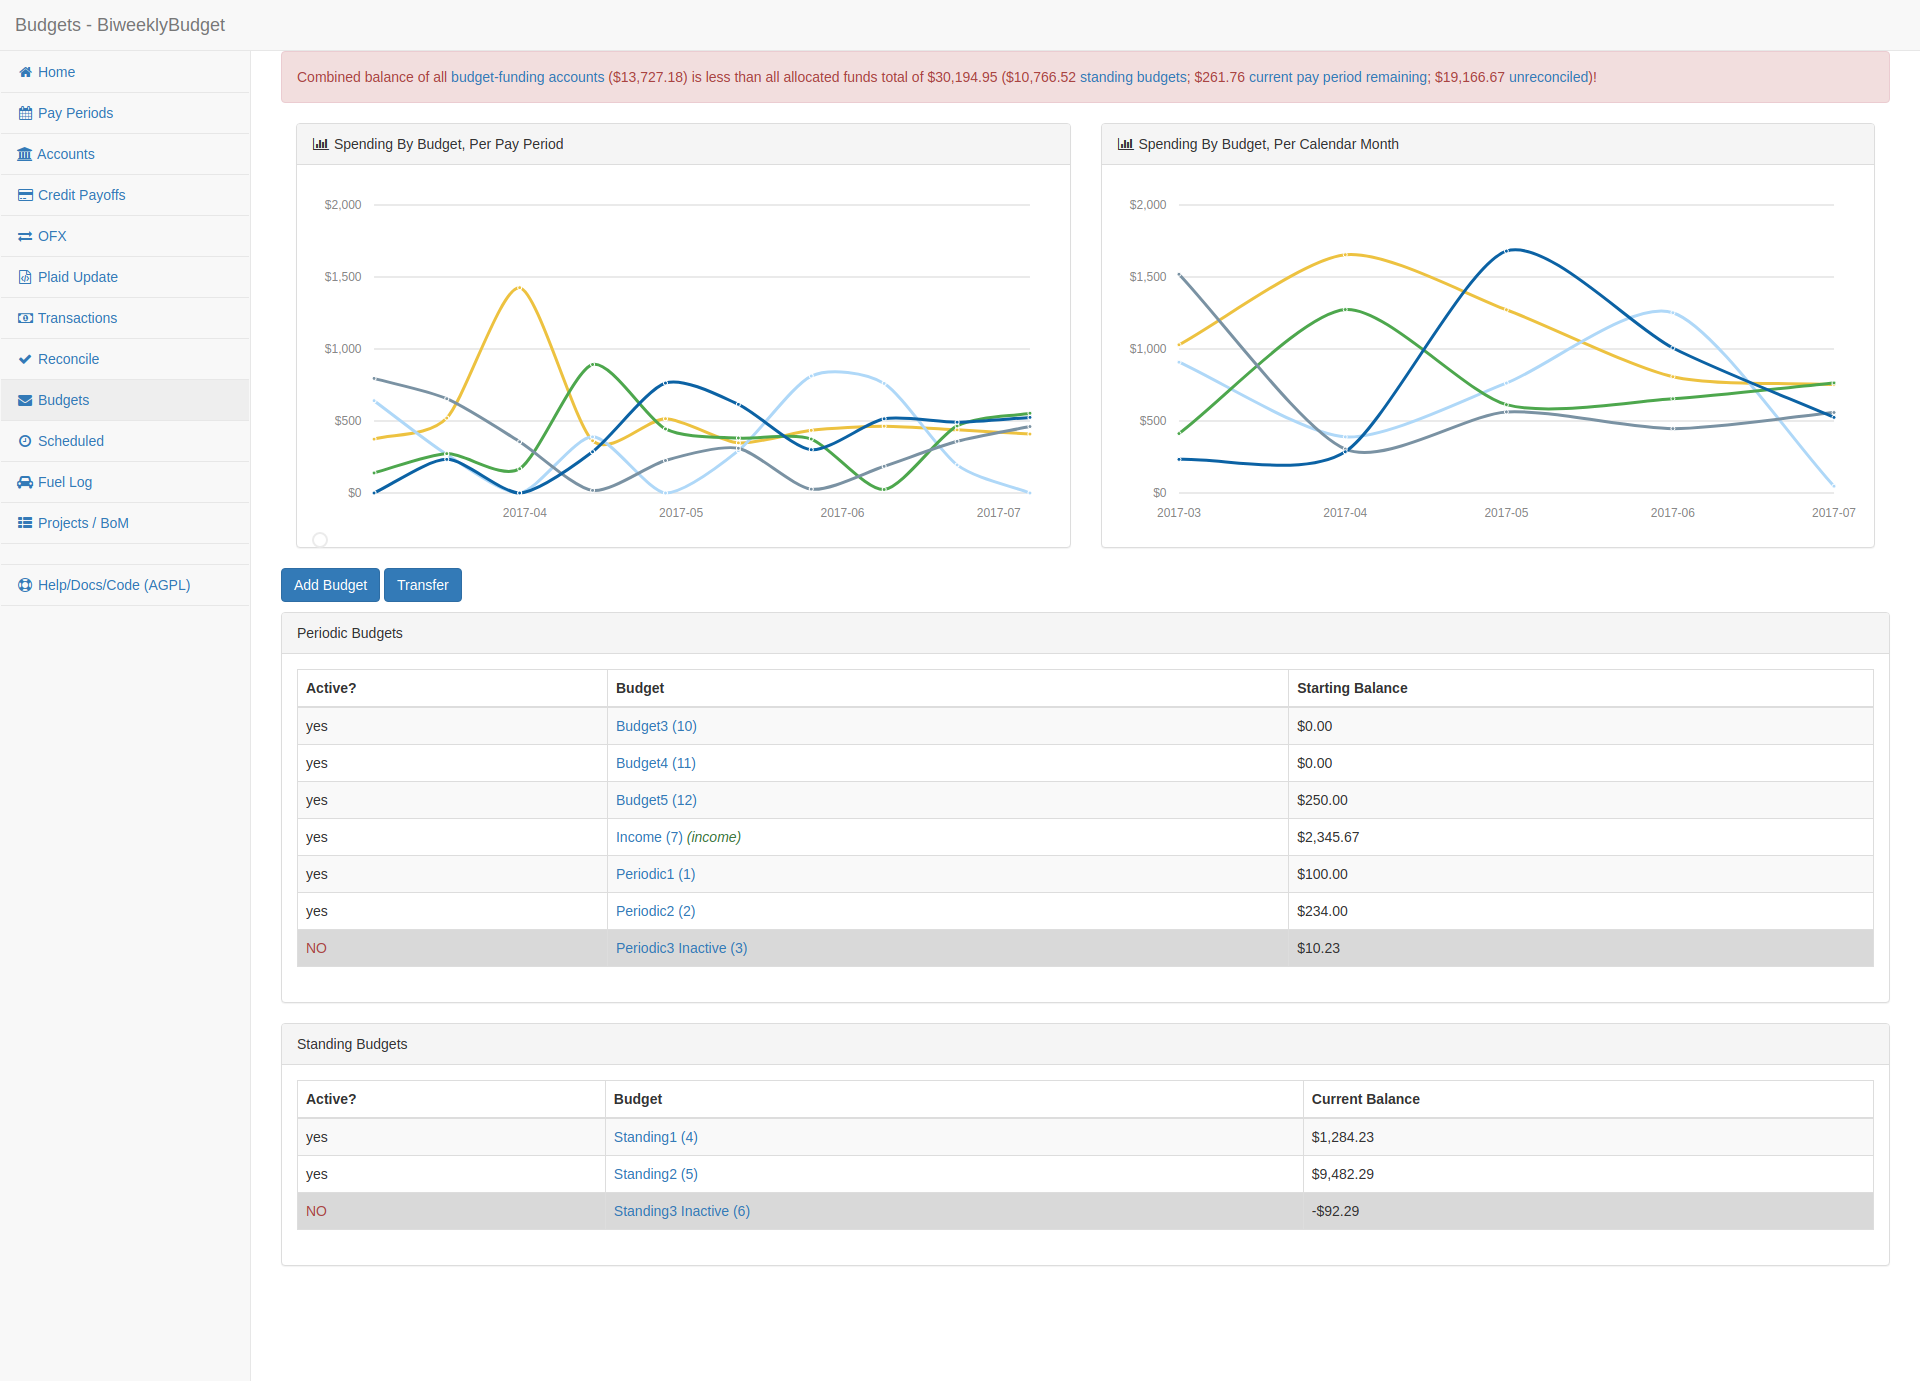 Budgets - BiweeklyBudget
Home
Pay Periods
Accounts
Credit Payoffs
OFX
Plaid Update
Transactions
Reconcile
Budgets
Scheduled
Fuel Log
Projects / BoM
Help/Docs/Code (AGPL)
Combined balance of all budget-funding accounts ($13,727.18) is less than all allocated funds total of $30,194.95 ($10,766.52 standing budgets; $261.76 current pay period remaining; $19,166.67 unreconciled)!
Spending By Budget, Per Pay Period
$2,000
$1,500
$1,000
$500
$0
2017-04 2017-05 2017-06 2017-07
Spending By Budget, Per Calendar Month
$2,000
$1,500
$1,000
$500
$0
2017-03 2017-04 2017-05 2017-06 2017-07
Add Budget Transfer
Periodic Budgets
Active? Budget Starting Balance
yes Budget3 (10) $0.00
yes Budget4 (11) $0.00
yes Budget5 (12) $250.00
yes Income (7) (income) $2,345.67
yes Periodic1 (1) $100.00
yes Periodic2 (2) $234.00
NO Periodic3 Inactive (3) $10.23
Standing Budgets
Active? Budget Current Balance
yes Standing1 (4) $1,284.23
yes Standing2 (5) $9,482.29
NO Standing3 Inactive (6) -$92.29